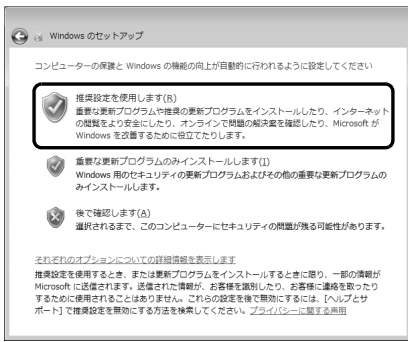 Windows のセットアップ
コンピューターの保護と Windows の機能の向上が自動的に行われるように設定してください
推奨設定を使用します(R)
重要な更新プログラムや推奨の更新プログラムをインストールしたり、インターネット
の閲覧をより安全にしたり、オンラインで問題の解決策を確認したり、Microsoft が
Windows を改善するために役立てたりします。
重要な更新プログラムのみインストールします(I)
Windows 用のセキュリティの更新プログラムおよびその他の重要な更新プログラムの
みインストールします。
後で確認します(A)
選択されるまで、このコンピューターにセキュリティの問題が残る可能性があります。
それぞれのオプションについての詳細情報を表示します
推奨設定を使用するとき、または更新プログラムをインストールするときに限り、一部の情報が
Microsoft に送信されます。送信された情報が、お客様を識別したり、お客様に連絡を取ったり
するために使用されることはありません。これらの設定を後で無効にするには、[ヘルプとサ
ポート] で推奨設定を無効にする方法を検索してください。プライバシーに関する声明